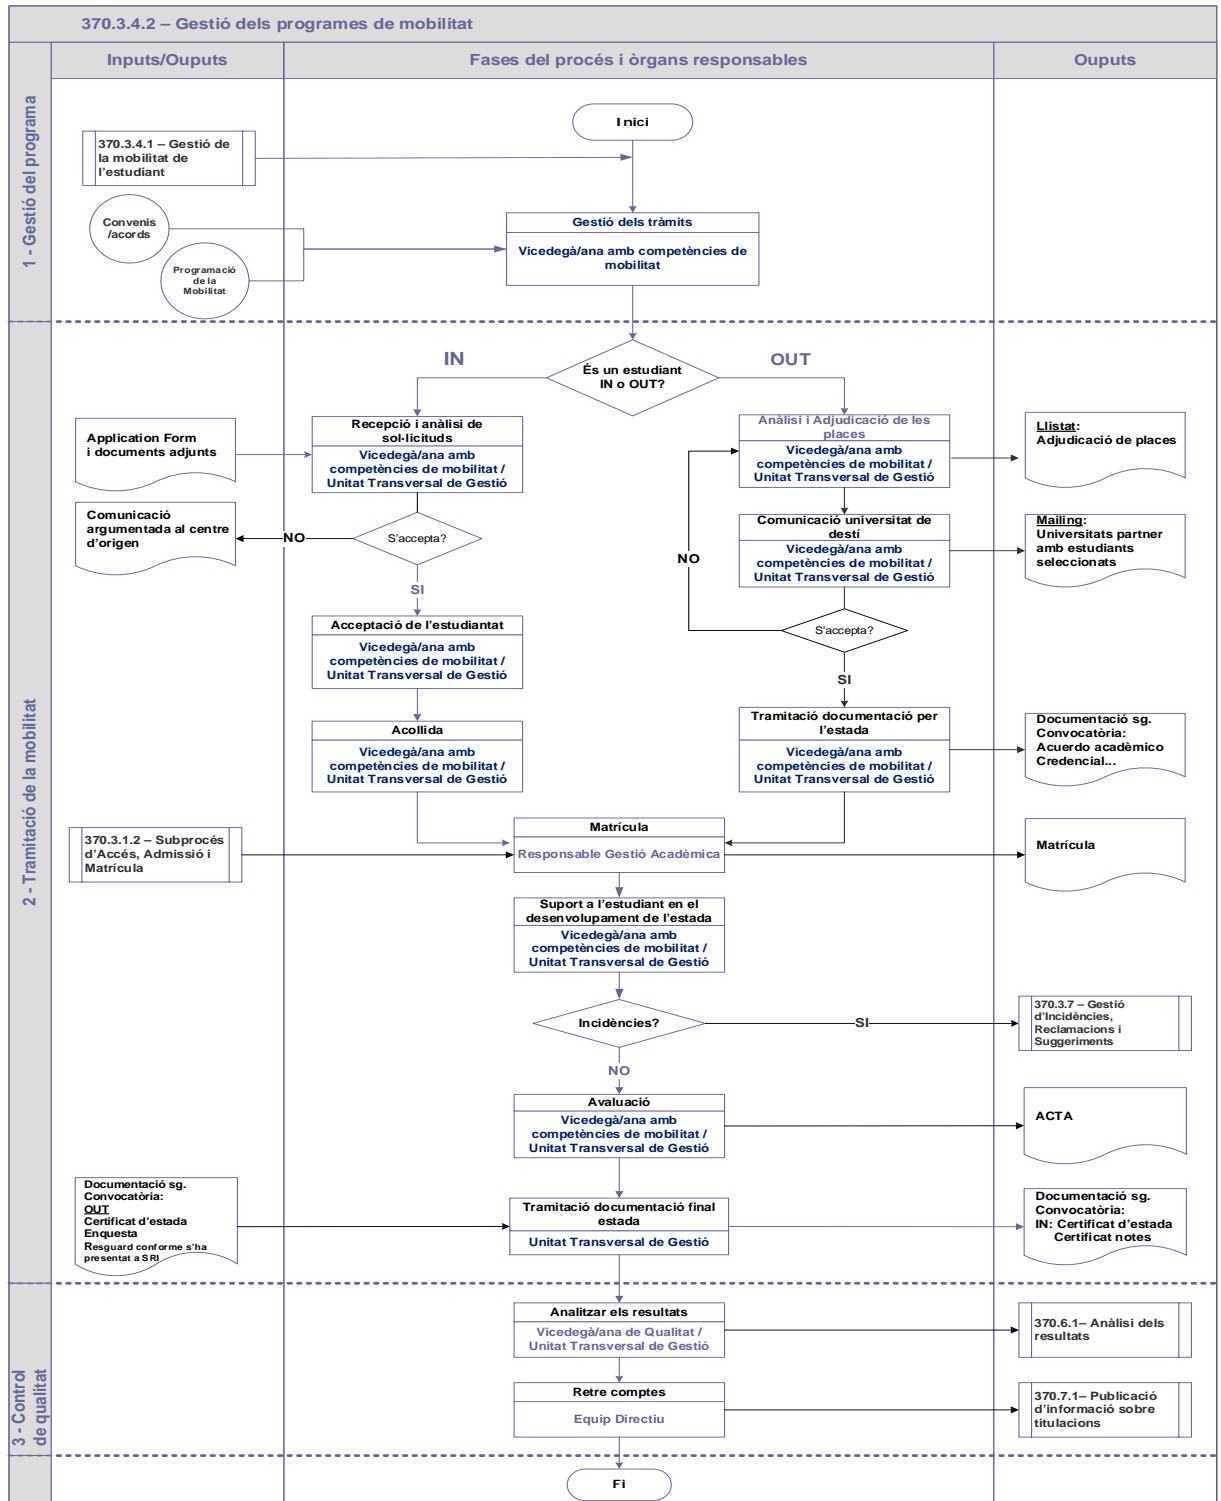 370.3.4.2 – Gestió dels programes de mobilitat
Inputs/Ouputs
Fases del procés i òrgans responsables
Ouputs
1 - Gestió del programa
Inici
370.3.4.1 – Gestió de
la mobilitat de
l'estudiant
Convenis
/acords
Programació
de la
Mobilitat
Gestió dels tràmits
Vicedegà/ana amb competències de
mobilitat
2 - Tramitació de la mobilitat
IN
És un estudiant
IN o OUT?
OUT
Application Form
i documents adjunts
Recepció i anàlisi de
sol·licituds
Vicedegà/ana amb
competències de mobilitat /
Unitat Transversal de Gestió
Anàlisi i Adjudicació de les
places
Vicedegà/ana amb
competències de mobilitat /
Unitat Transversal de Gestió
Llistat:
Adjudicació de places
Comunicació
argumentada al centre
d'origen
NO
S'accepta?
SI
NO
Comunicació universitat de
destí
Vicedegà/ana amb
competències de mobilitat /
Unitat Transversal de Gestió
Mailing:
Universitats partner
amb estudiants
seleccionats
S'accepta?
SI
Acceptació de l'estudiantat
Vicedegà/ana amb
competències de mobilitat /
Unitat Transversal de Gestió
Acollida
Vicedegà/ana amb
competències de mobilitat /
Unitat Transversal de Gestió
Tramitació documentació per
l'estada
Vicedegà/ana amb
competències de mobilitat /
Unitat Transversal de Gestió
Documentació sg.
Convocatòria:
Acuerdo acadèmico
Credencial...
370.3.1.2 – Subprocés
d'Accés, Admissió i
Matrícula
Matrícula
Responsable Gestió Acadèmica
Matrícula
Suport a l'estudiant en el
desenvolupament de l'estada
Vicedegà/ana amb
competències de mobilitat /
Unitat Transversal de Gestió
Incidències?
SI
370.3.7 – Gestió
d'Incidències,
Reclamacions i
Suggeriments
NO
Avaluació
Vicedegà/ana amb
competències de mobilitat /
Unitat Transversal de Gestió
ACTA
Documentació sg.
Convocatòria:
OUT
Certificat d'estada
Enquesta
Resguard conforme s'ha
presentat a SRI
Tramitació documentació final
estada
Unitat Transversal de Gestió
Documentació sg.
Convocatòria:
IN: Certificat d'estada
Certificat notes
3 - Control
de qualitat
Analitzar els resultats
Vicedegà/ana de Qualitat /
Unitat Transversal de Gestió
370.6.1– Anàlisi dels
resultats
Retre comptes
Equip Directiu
370.7.1– Publicació
d'informació sobre
titulacions
Fi